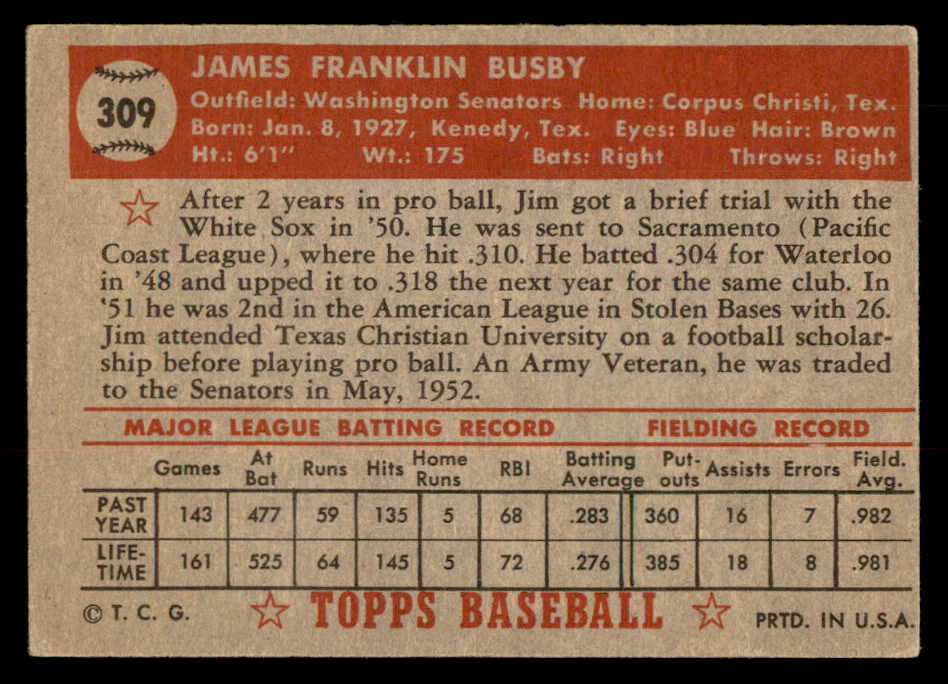 309
JAMES FRANKLIN BUSBY
Outfield: Washington Senators Home: Corpus Christi, Tex.
Born: Jan. 8, 1927, Kenedy, Tex. Eyes: Blue Hair: Brown
Ht.: 6'1" Wt.: 175 Bats: Right Throws: Right
After 2 years in pro ball, Jim got a brief trial with the
White Sox in '50. He was sent to Sacramento (Pacific
Coast League), where he hit .310. He batted .304 for Waterloo
in '48 and upped it to .318 the next year for the same club. In
'51 he was 2nd in the American League in Stolen Bases with 26.
Jim attended Texas Christian University on a football scholar-
ship before playing pro ball. An Army Veteran, he was traded
to the Senators in May, 1952.
MAJOR LEAGUE BATTING RECORD FIELDING RECORD
Games At Bat Runs Hits Home Runs RBI Batting Average Put-outs Assists Errors Field. Avg.
PAST YEAR 143 477 59 135 5 68 .283 360 16 7 .982
LIFE-TIME 161 525 64 145 5 72 .276 385 18 8 .981
© T. C. G. TOPPS BASEBALL PRTD. IN U.S.A.